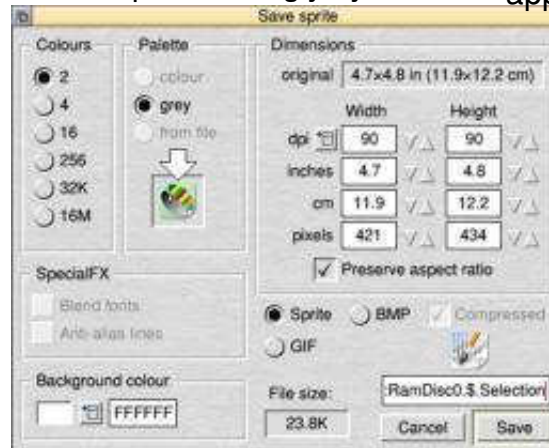 app
Save sprite
Colours
2
4
16
256
32K
16M
Palette
colour
grey
from file
Dimensions
original 4.7x4.8 in (11.9x12.2 cm)
Width Height
dpi 90 90
inches 4.7 4.8
cm 11.9 12.2
pixels 421 434
Preserve aspect ratio
SpecialFX
Blend fonts
Anti-alias lines
Sprite BMP Compressed
GIF
Background colour
FFFFFF
File size:
23.8K
:RamDisc0.$.Selection
Cancel Save